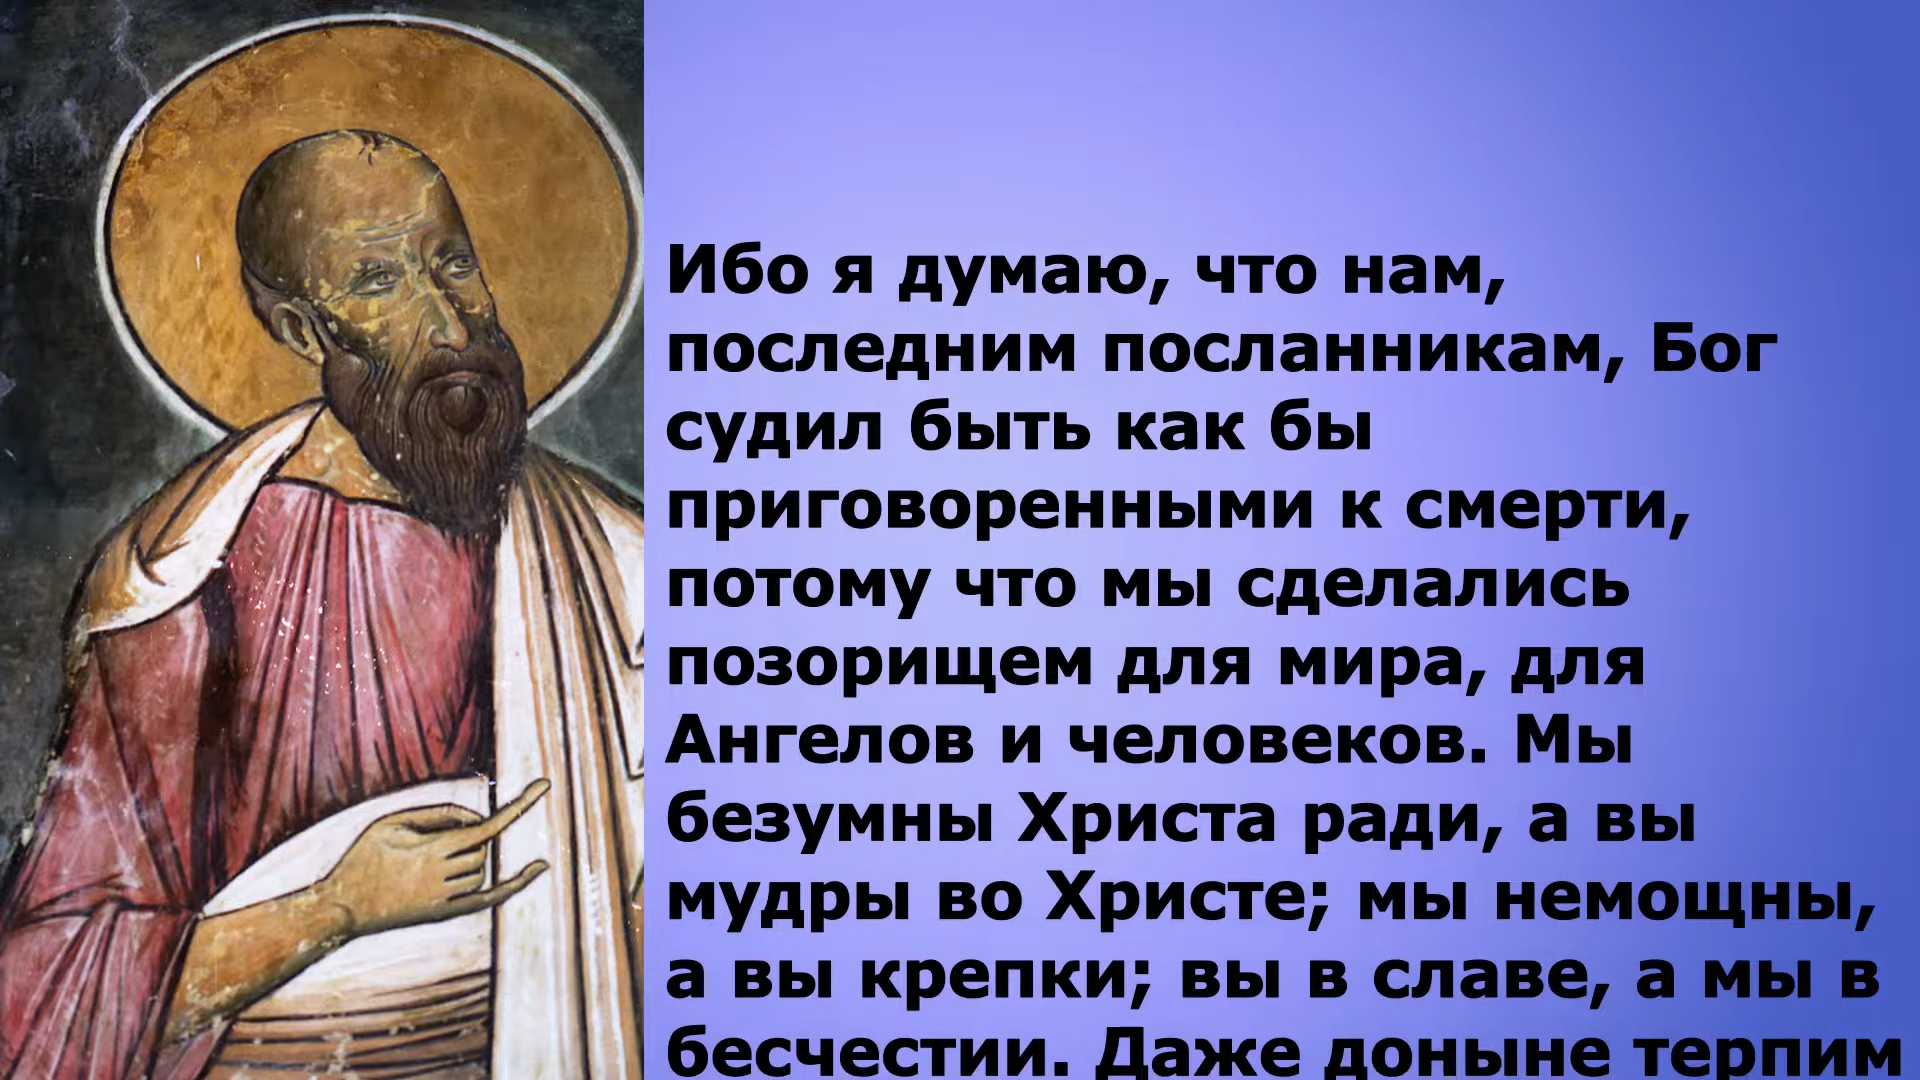 Ибо я думаю, что нам,
последним посланникам, Бог
судил быть как бы
приговоренными к смерти,
потому что мы сделались
позорищем для мира, для
Ангелов и человеков. Мы
безумны Христа ради, а вы
мудры во Христе; мы немощны,
а вы крепки; вы в славе, а мы в
бесчестии. Даже доныне терпим